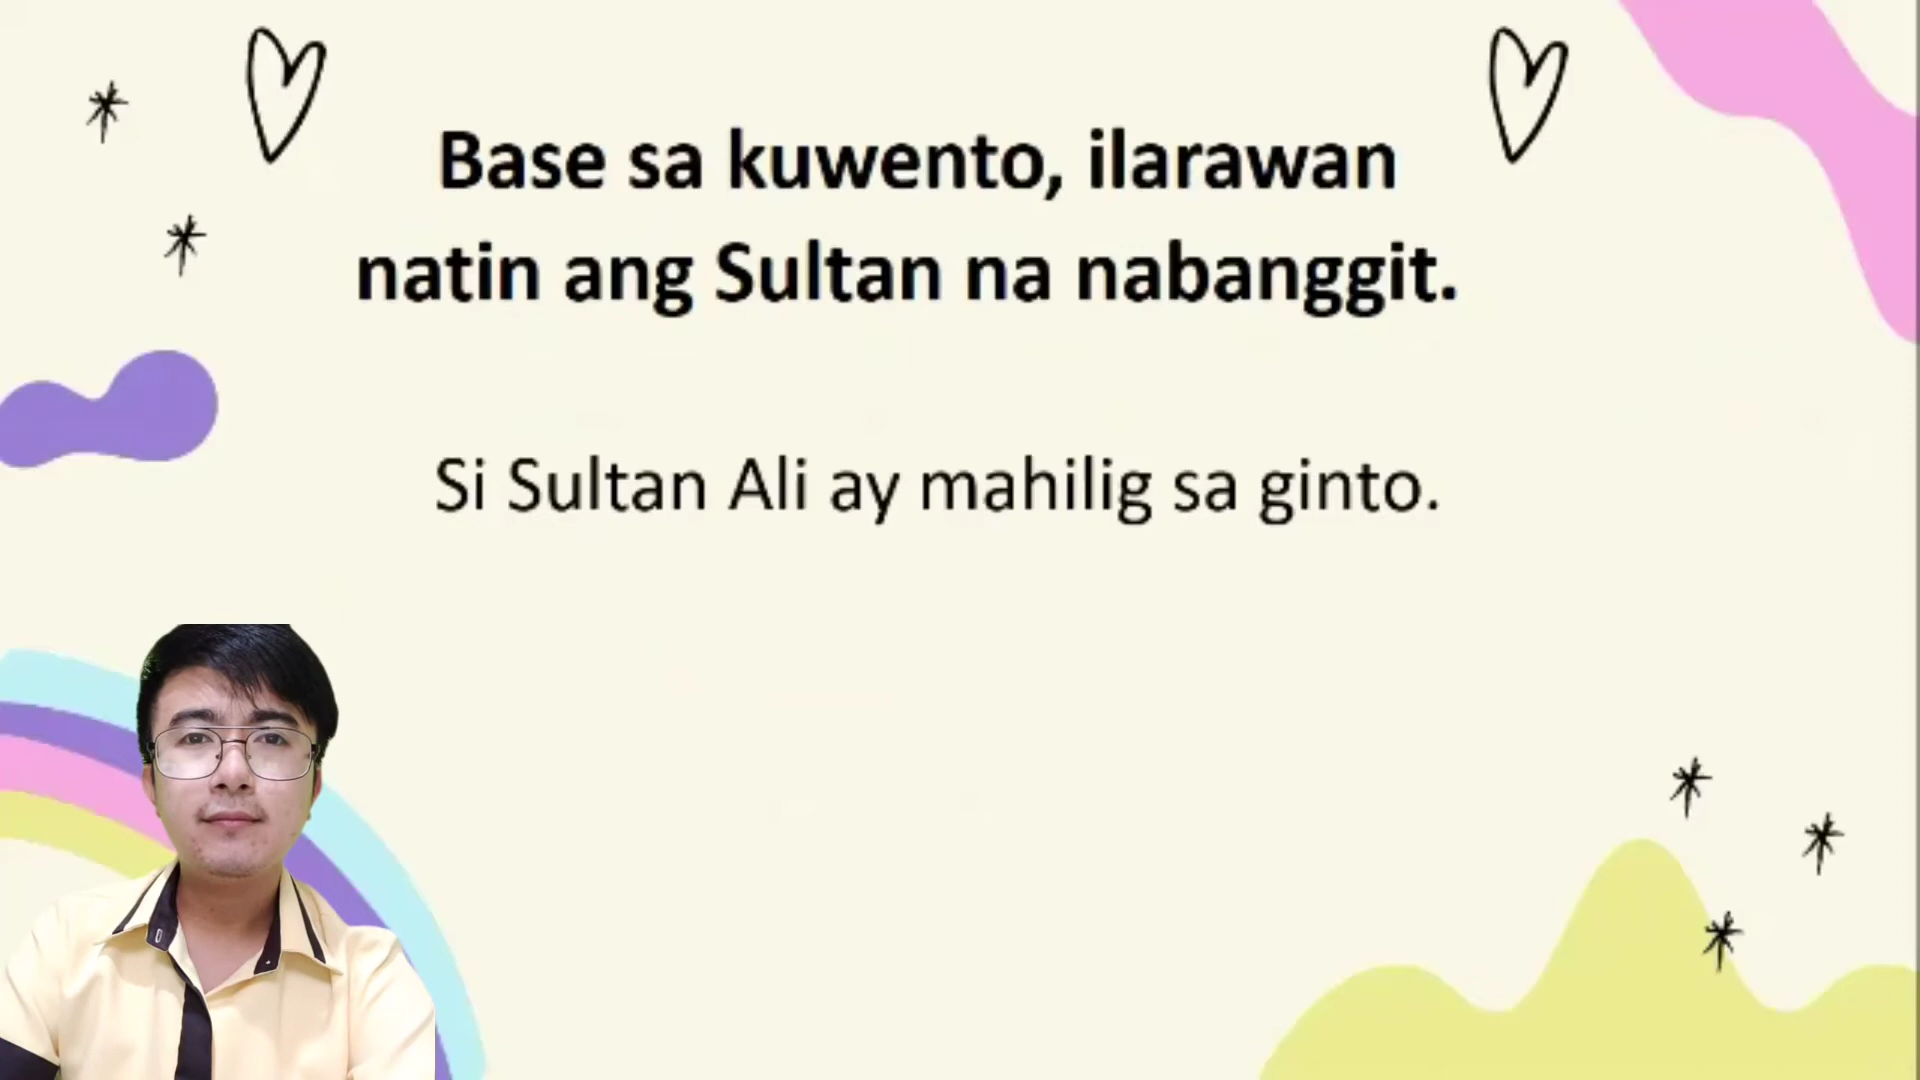 Base sa kuwento, ilarawan
natin ang Sultan na nabanggit.
Si Sultan Ali ay mahilig sa ginto.